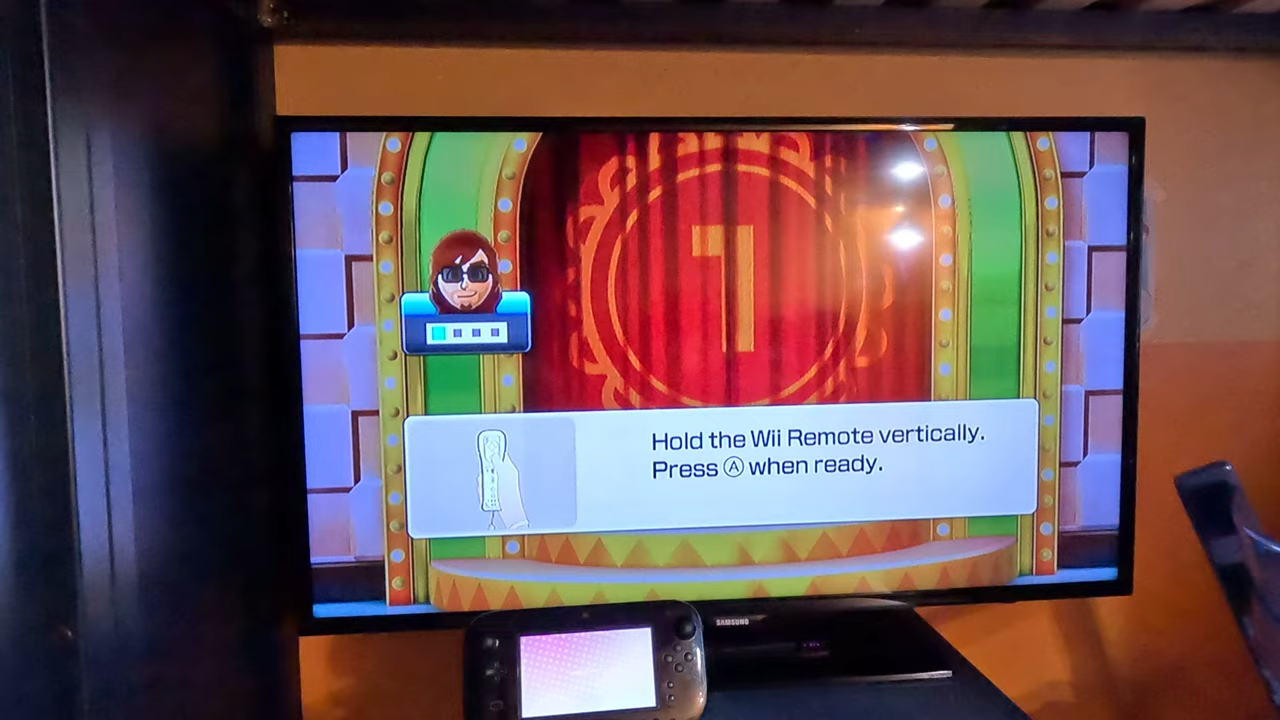 1
Hold the Wii Remote vertically.
Press Ⓐ when ready.
SAMSUNG